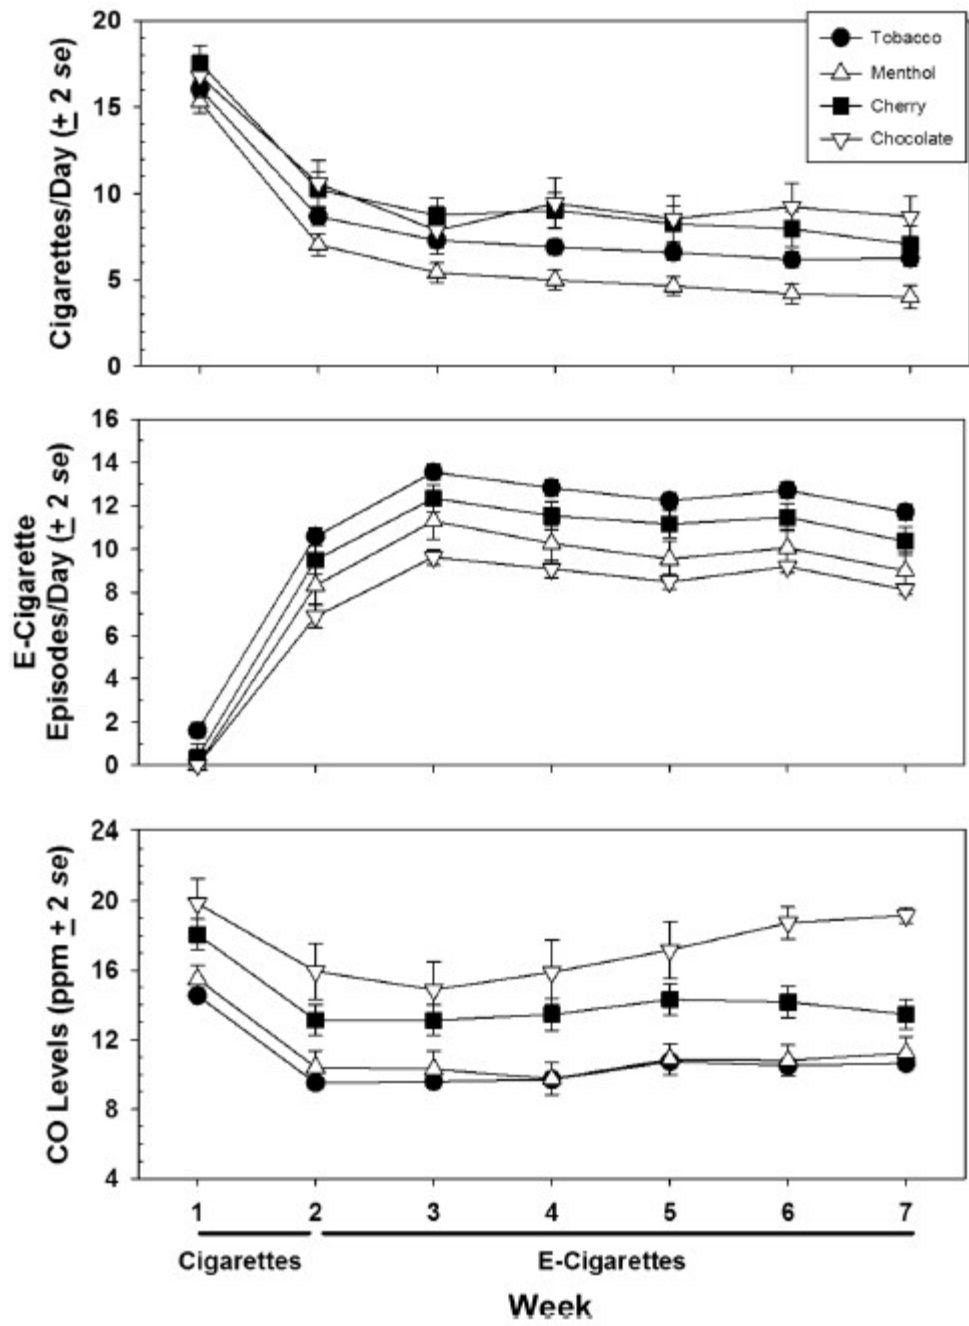 Cigarettes/Day (± 2 se)
20
15
10
5
0
Tobacco
Menthol
Cherry
Chocolate
E-Cigarette
Episodes/Day (± 2 se)
16
14
12
10
8
6
4
2
0
CO Levels (ppm ± 2 se)
24
20
16
12
8
4
1 2 3 4 5 6 7
Cigarettes E-Cigarettes
Week